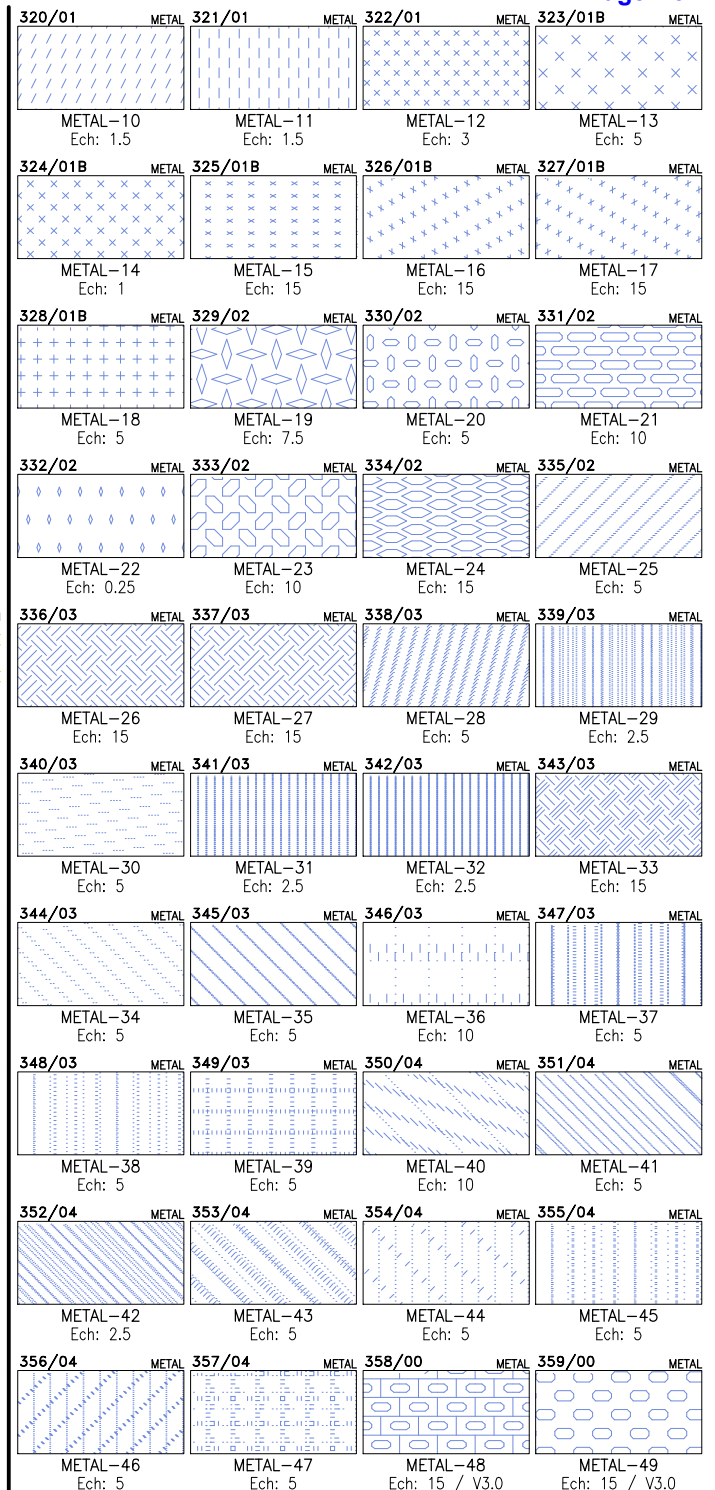 320/01 METAL 321/01 METAL 322/01 METAL 323/01B METAL
METAL-10 METAL-11 METAL-12 METAL-13
Ech: 1.5 Ech: 1.5 Ech: 3 Ech: 5
324/01B METAL 325/01B METAL 326/01B METAL 327/01B METAL
METAL-14 METAL-15 METAL-16 METAL-17
Ech: 1 Ech: 15 Ech: 15 Ech: 15
328/01B METAL 329/02 METAL 330/02 METAL 331/02 METAL
METAL-18 METAL-19 METAL-20 METAL-21
Ech: 5 Ech: 7.5 Ech: 5 Ech: 10
332/02 METAL 333/02 METAL 334/02 METAL 335/02 METAL
METAL-22 METAL-23 METAL-24 METAL-25
Ech: 0.25 Ech: 10 Ech: 15 Ech: 5
336/03 METAL 337/03 METAL 338/03 METAL 339/03 METAL
METAL-26 METAL-27 METAL-28 METAL-29
Ech: 15 Ech: 15 Ech: 5 Ech: 2.5
340/03 METAL 341/03 METAL 342/03 METAL 343/03 METAL
METAL-30 METAL-31 METAL-32 METAL-33
Ech: 5 Ech: 2.5 Ech: 2.5 Ech: 15
344/03 METAL 345/03 METAL 346/03 METAL 347/03 METAL
METAL-34 METAL-35 METAL-36 METAL-37
Ech: 5 Ech: 5 Ech: 10 Ech: 5
348/03 METAL 349/03 METAL 350/04 METAL 351/04 METAL
METAL-38 METAL-39 METAL-40 METAL-41
Ech: 5 Ech: 5 Ech: 10 Ech: 5
352/04 METAL 353/04 METAL 354/04 METAL 355/04 METAL
METAL-42 METAL-43 METAL-44 METAL-45
Ech: 2.5 Ech: 5 Ech: 5 Ech: 5
356/04 METAL 357/04 METAL 358/00 METAL 359/00 METAL
METAL-46 METAL-47 METAL-48 METAL-49
Ech: 5 Ech: 5 Ech: 15 / V3.0 Ech: 15 / V3.0